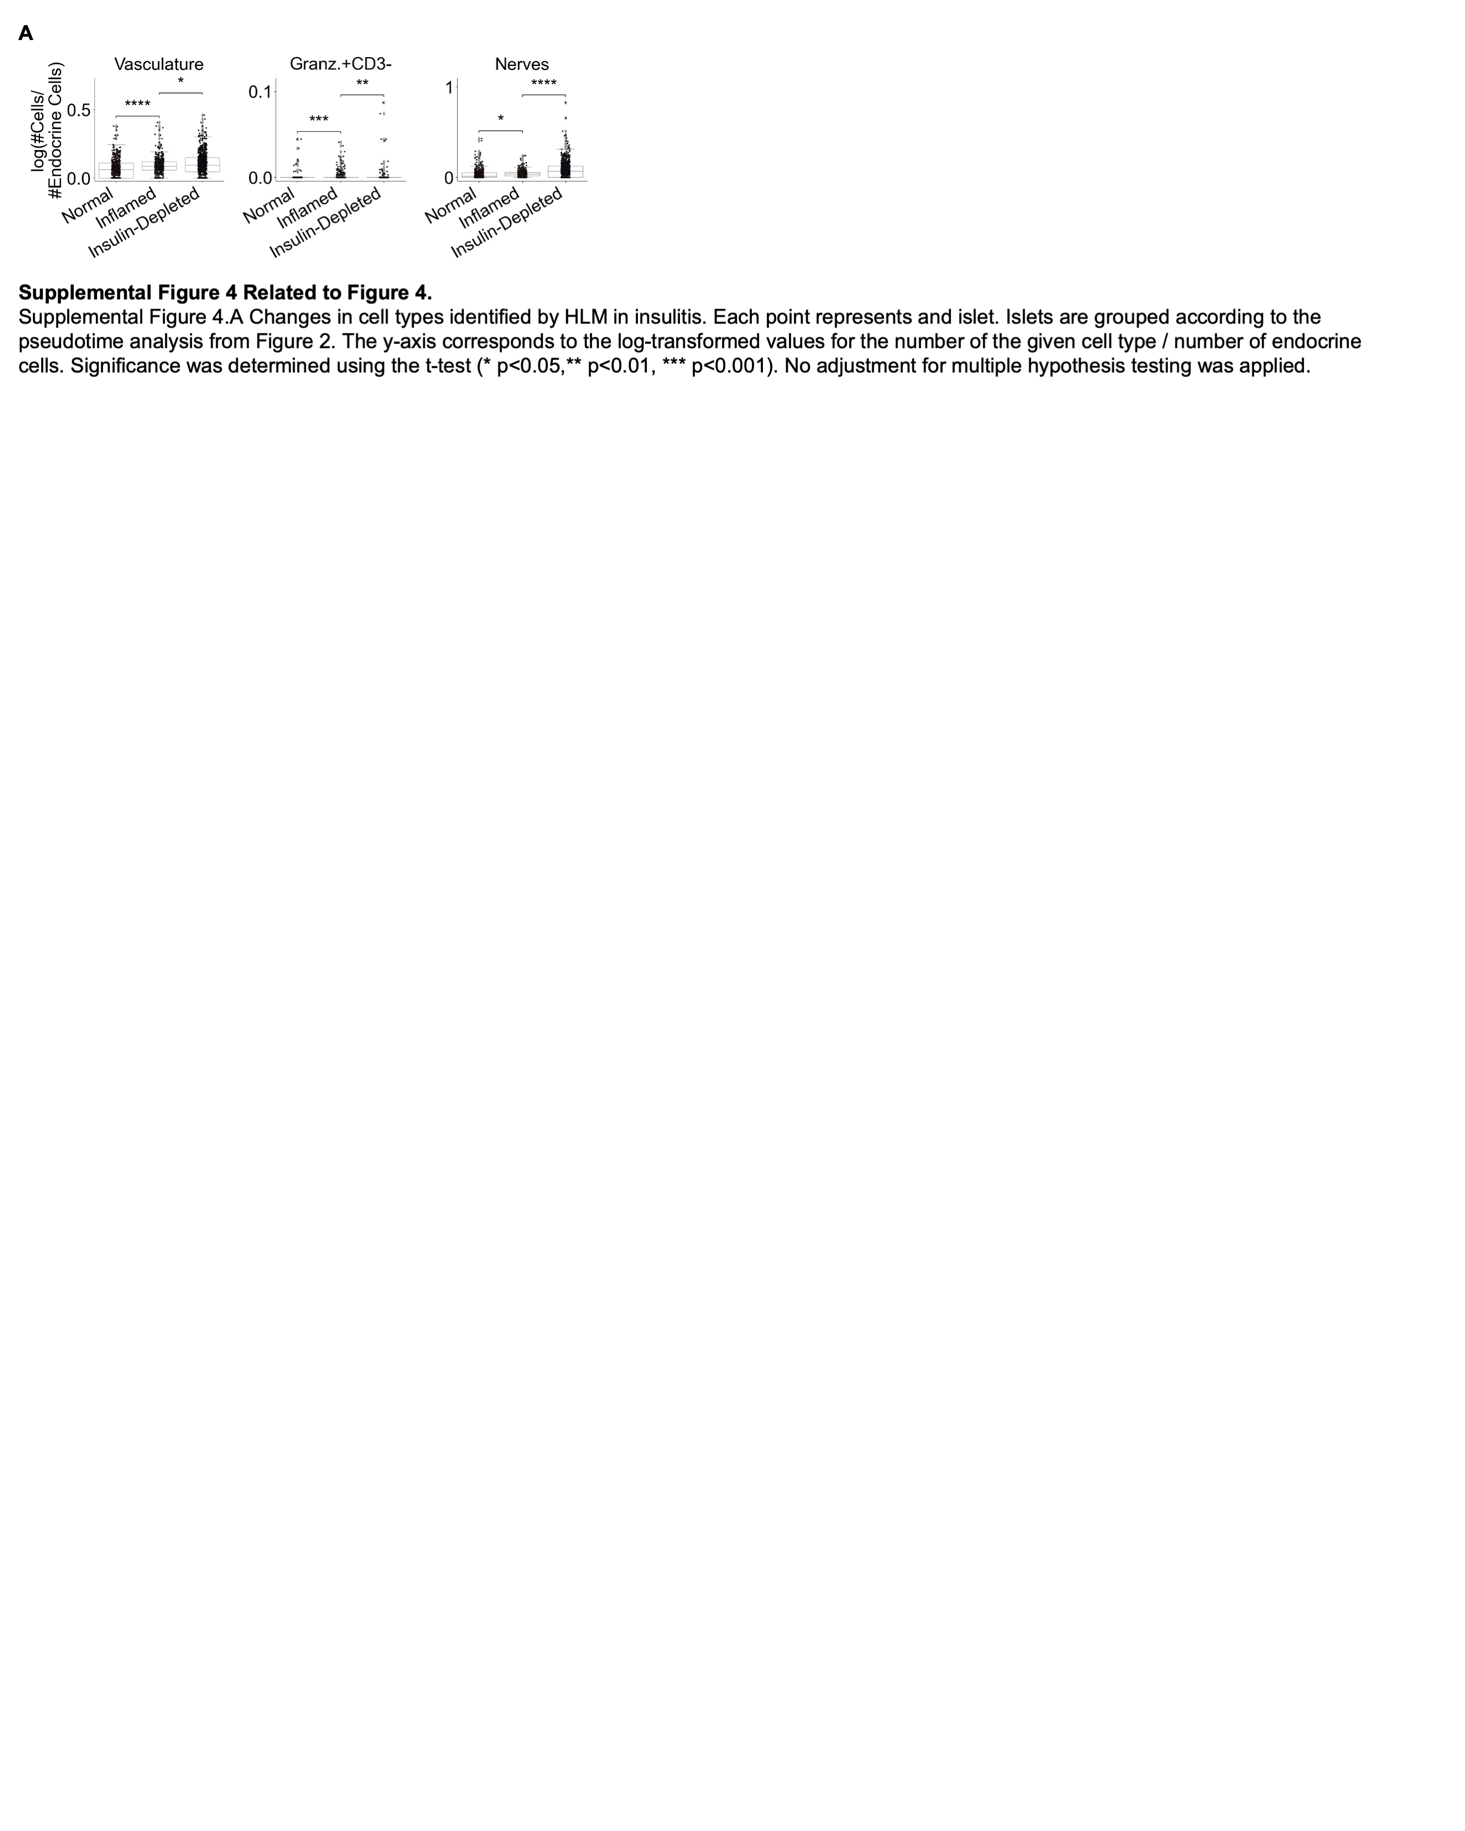 A
Vasculature
Granz.+CD3-
Nerves
log(#Cells/
#Endocrine Cells)
0.5
0.0
****
*
Normal
Inflamed
Insulin-Depleted
0.1
0.0
***
**
Normal
Inflamed
Insulin-Depleted
1
0
*
****
Normal
Inflamed
Insulin-Depleted
Supplemental Figure 4 Related to Figure 4.
Supplemental Figure 4.A Changes in cell types identified by HLM in insulitis. Each point represents and islet. Islets are grouped according to the
pseudotime analysis from Figure 2. The y-axis corresponds to the log-transformed values for the number of the given cell type / number of endocrine
cells. Significance was determined using the t-test (* p<0.05,** p<0.01, *** p<0.001). No adjustment for multiple hypothesis testing was applied.